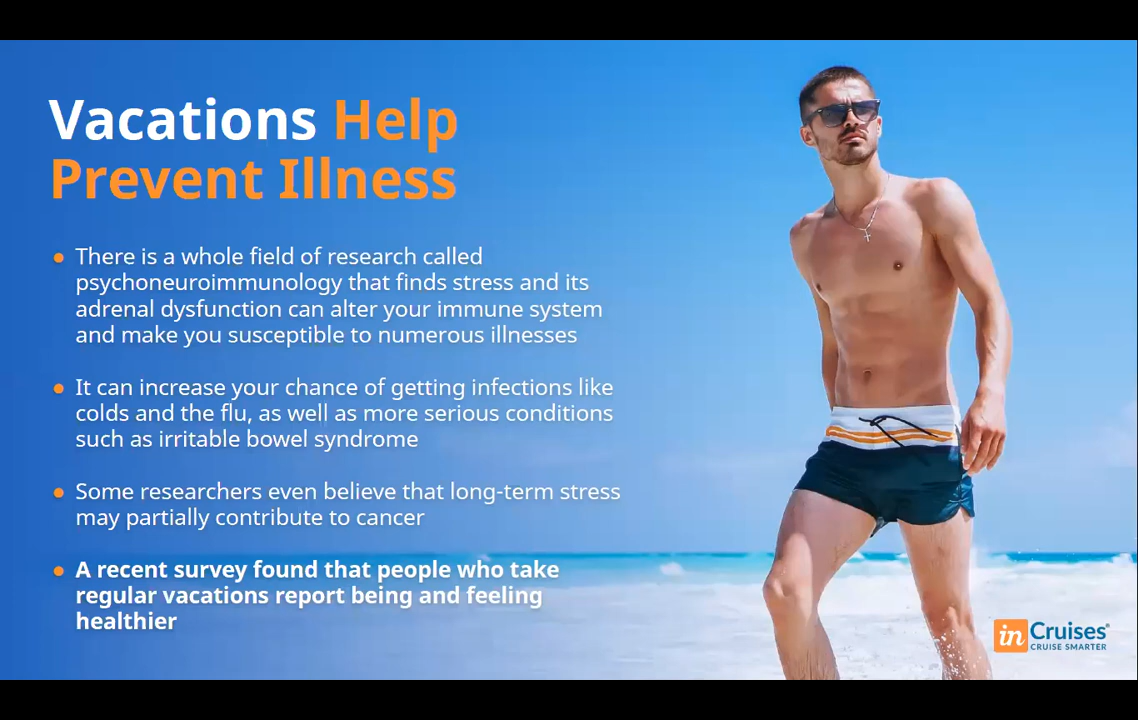 Vacations Help
Prevent Illness
There is a whole field of research called
psychoneuroimmunology that finds stress and its
adrenal dysfunction can alter your immune system
and make you susceptible to numerous illnesses
It can increase your chance of getting infections like
colds and the flu, as well as more serious conditions
such as irritable bowel syndrome
Some researchers even believe that long-term stress
may partially contribute to cancer
A recent survey found that people who take
regular vacations report being and feeling
healthier
in Cruises®
CRUISE SMARTER